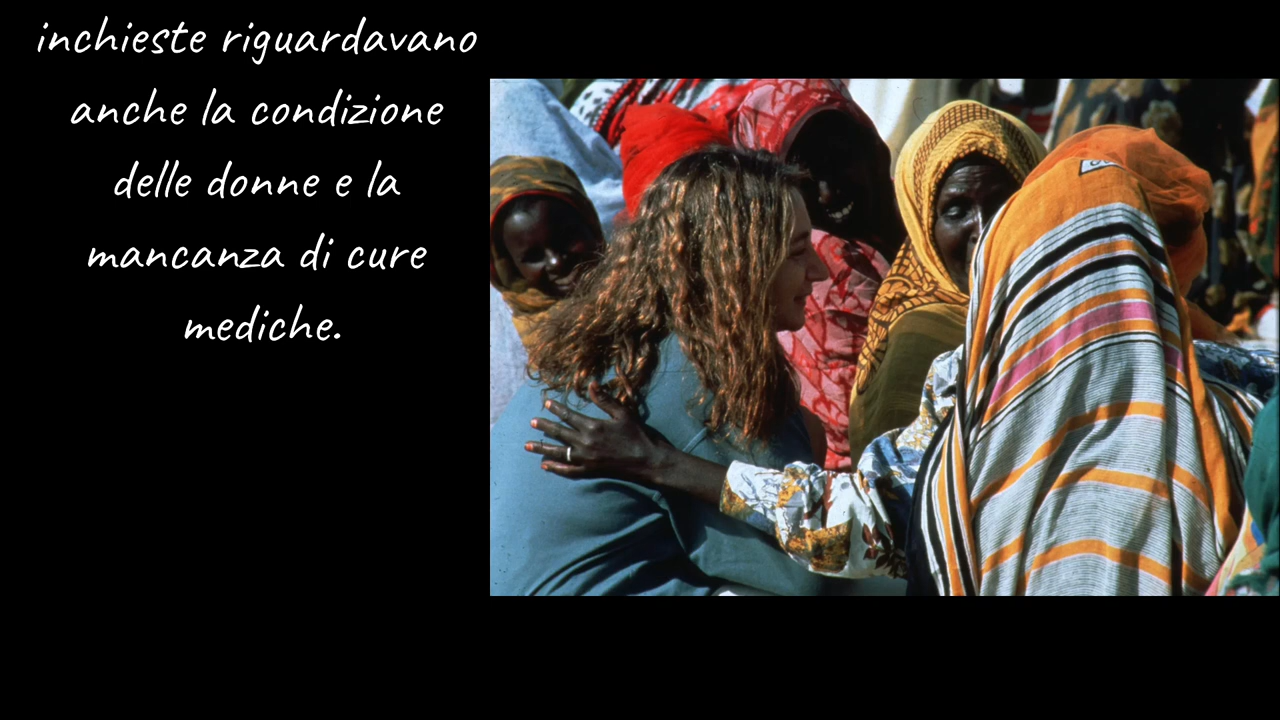 inchieste riguardavano
anche la condizione
delle donne e la
mancanza di cure
mediche.